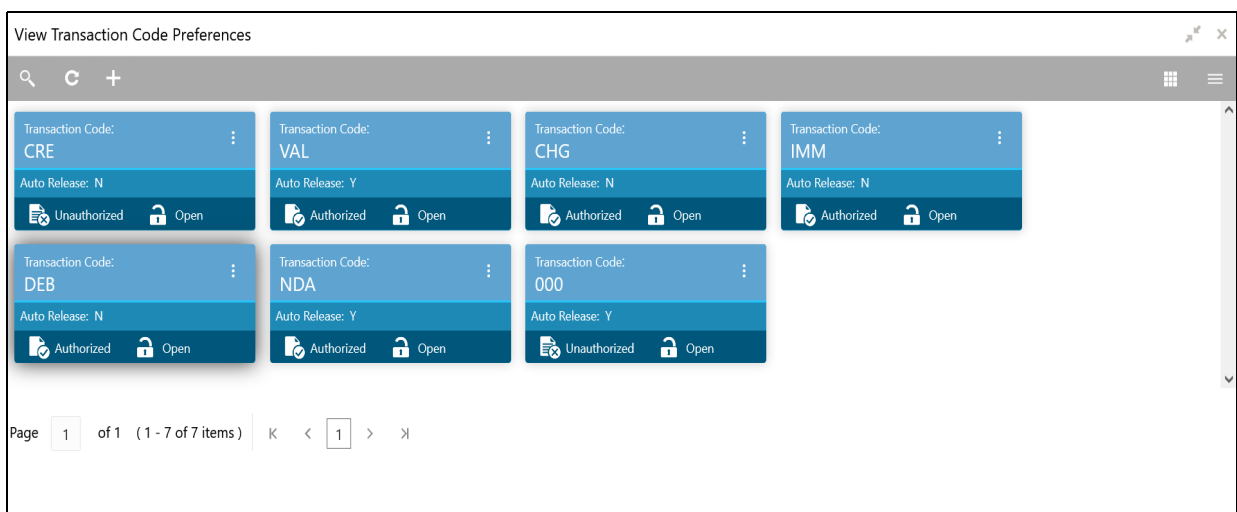 View Transaction Code Preferences
Transaction Code:
CRE
Auto Release: N
Unauthorized Open
Transaction Code:
VAL
Auto Release: Y
Authorized Open
Transaction Code:
CHG
Auto Release: N
Authorized Open
Transaction Code:
IMM
Auto Release: N
Authorized Open
Transaction Code:
DEB
Auto Release: N
Authorized Open
Transaction Code:
NDA
Auto Release: Y
Authorized Open
Transaction Code:
000
Auto Release: Y
Unauthorized Open
Page 1 of 1 ( 1 - 7 of 7 items ) 1